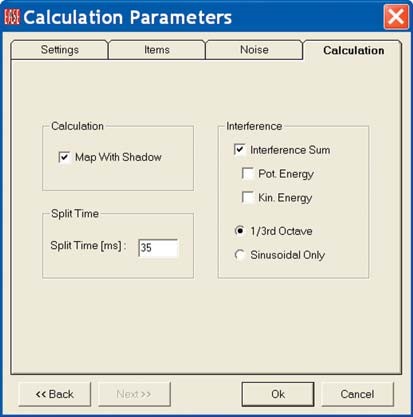 EASE Calculation Parameters
Settings Items Noise Calculation
Calculation
Map With Shadow
Split Time
Split Time [ms] : 35
Interference
Interference Sum
Pot. Energy
Kin. Energy
1/3rd Octave
Sinusoidal Only
<< Back Next >> Ok Cancel